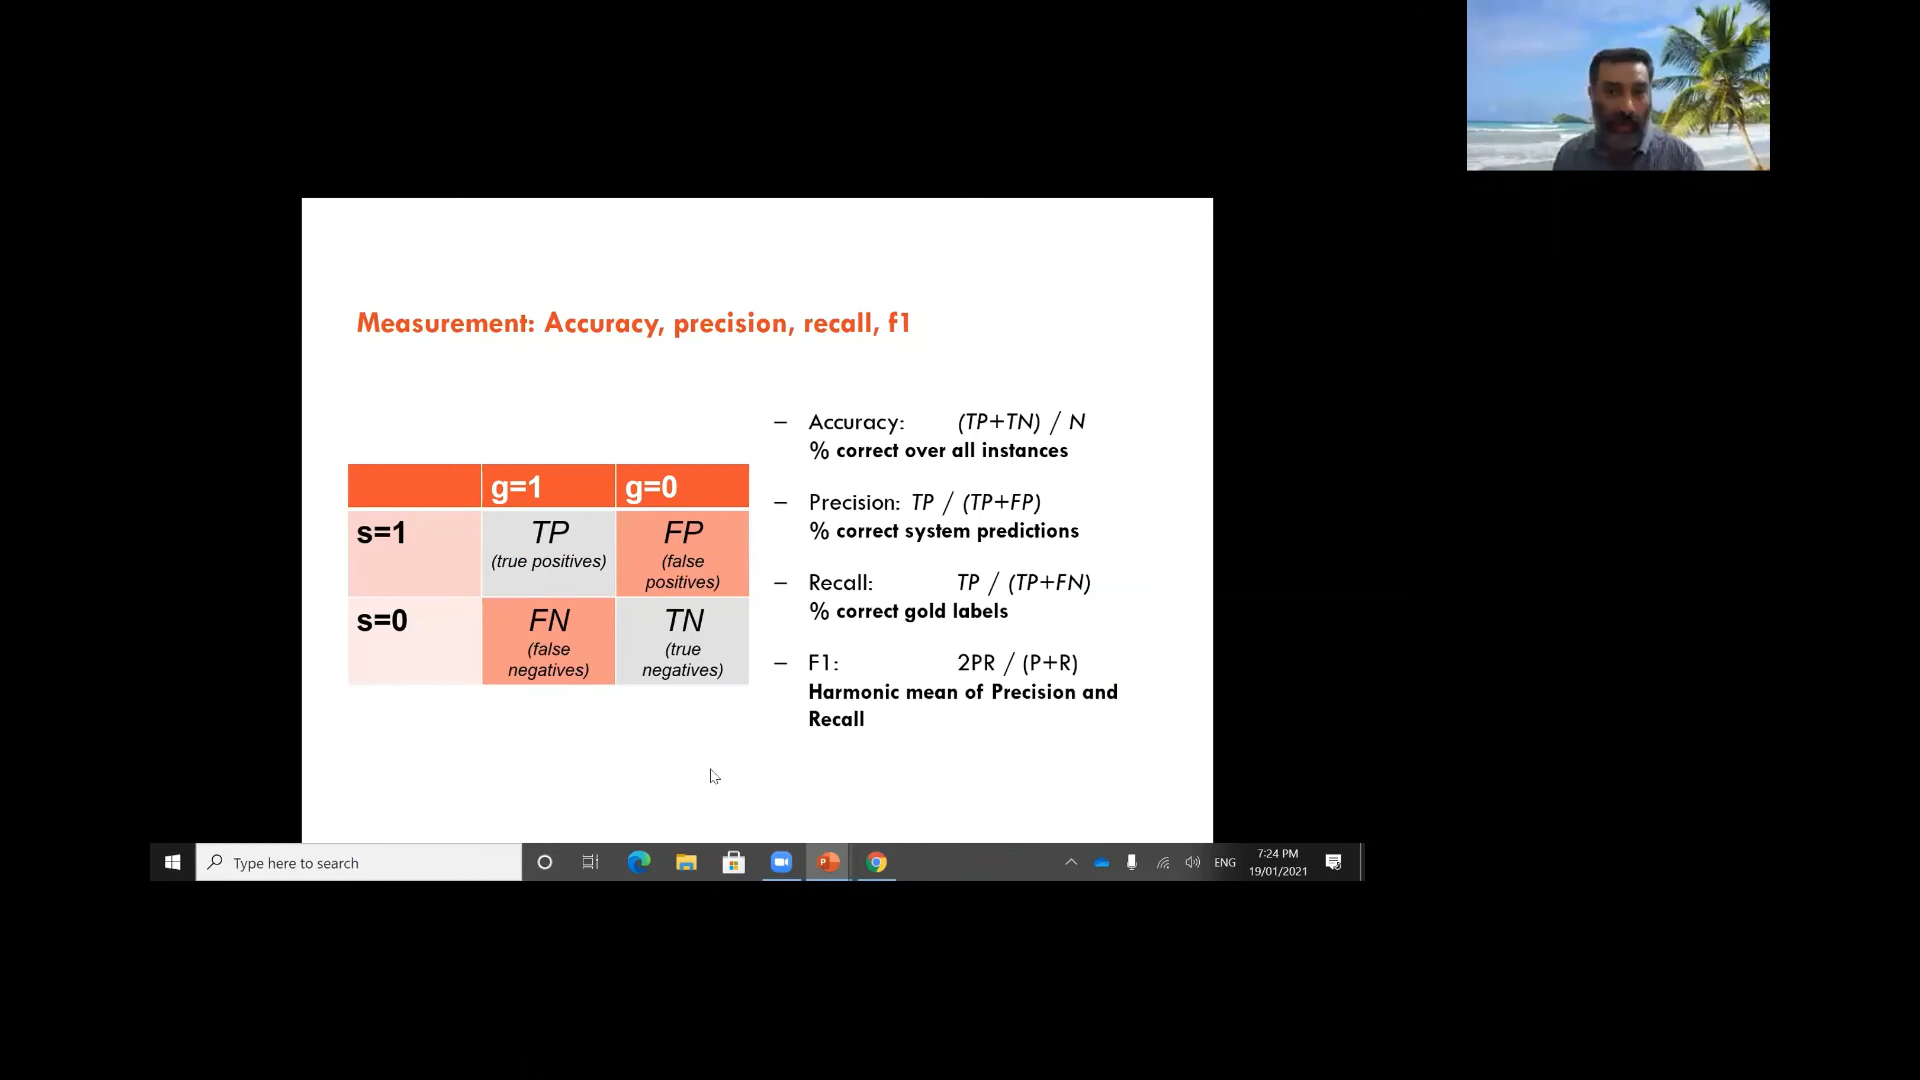 Measurement: Accuracy, precision, recall, f1
g=1 g=0
s=1 TP FP
(true positives) (false
positives)
s=0 FN TN
(false (true
negatives) negatives)
– Accuracy: (TP+TN) / N
% correct over all instances
– Precision: TP / (TP+FP)
% correct system predictions
– Recall: TP / (TP+FN)
% correct gold labels
– F1: 2PR / (P+R)
Harmonic mean of Precision and
Recall
Type here to search
ENG
7:24 PM
19/01/2021